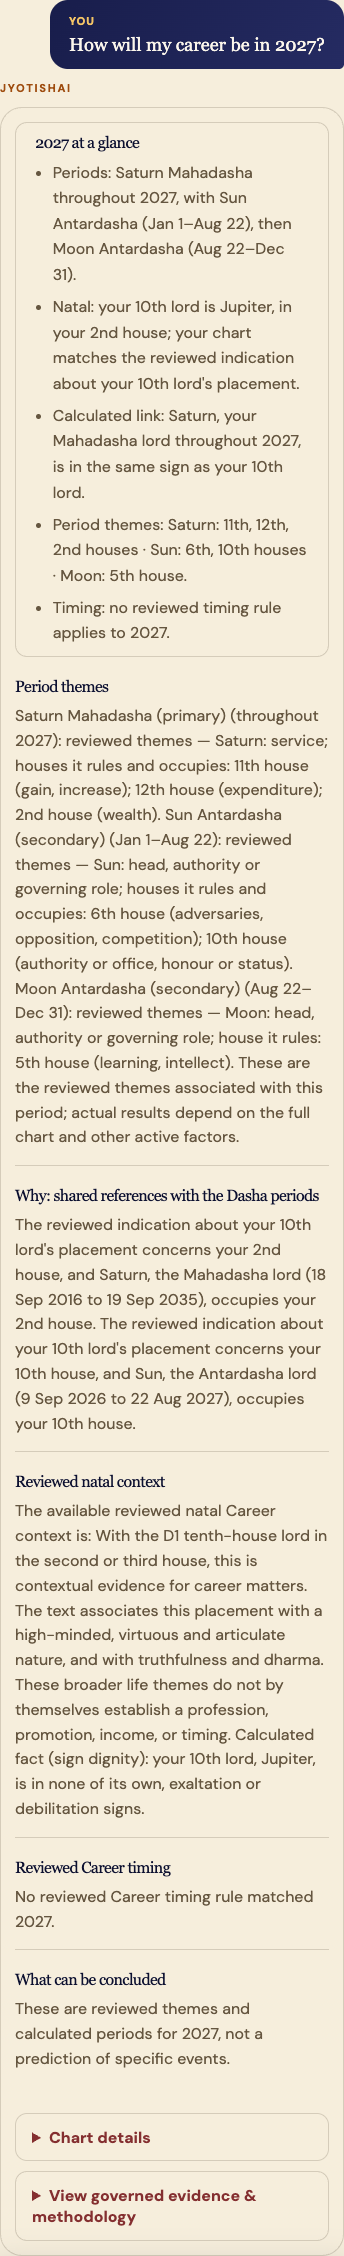 YOU
How will my career be in 2027?
JYOTISHAI
2027 at a glance
• Periods: Saturn Mahadasha
throughout 2027, with Sun
Antardasha (Jan 1–Aug 22), then
Moon Antardasha (Aug 22–Dec
31).
• Natal: your 10th lord is Jupiter, in
your 2nd house; your chart
matches the reviewed indication
about your 10th lord's placement.
• Calculated link: Saturn, your
Mahadasha lord throughout 2027,
is in the same sign as your 10th
lord.
• Period themes: Saturn: 11th, 12th,
2nd houses · Sun: 6th, 10th houses
· Moon: 5th house.
• Timing: no reviewed timing rule
applies to 2027.
Period themes
Saturn Mahadasha (primary) (throughout
2027): reviewed themes — Saturn: service;
houses it rules and occupies: 11th house
(gain, increase); 12th house (expenditure);
2nd house (wealth). Sun Antardasha
(secondary) (Jan 1–Aug 22): reviewed
themes — Sun: head, authority or
governing role; houses it rules and
occupies: 6th house (adversaries,
opposition, competition); 10th house
(authority or office, honour or status).
Moon Antardasha (secondary) (Aug 22–
Dec 31): reviewed themes — Moon: head,
authority or governing role; house it rules:
5th house (learning, intellect). These are
the reviewed themes associated with this
period; actual results depend on the full
chart and other active factors.
Why: shared references with the Dasha periods
The reviewed indication about your 10th
lord's placement concerns your 2nd
house, and Saturn, the Mahadasha lord (18
Sep 2016 to 19 Sep 2035), occupies your
2nd house. The reviewed indication about
your 10th lord's placement concerns your
10th house, and Sun, the Antardasha lord
(9 Sep 2026 to 22 Aug 2027), occupies
your 10th house.
Reviewed natal context
The available reviewed natal Career
context is: With the D1 tenth-house lord in
the second or third house, this is
contextual evidence for career matters.
The text associates this placement with a
high-minded, virtuous and articulate
nature, and with truthfulness and dharma.
These broader life themes do not by
themselves establish a profession,
promotion, income, or timing. Calculated
fact (sign dignity): your 10th lord, Jupiter,
is in none of its own, exaltation or
debilitation signs.
Reviewed Career timing
No reviewed Career timing rule matched
2027.
What can be concluded
These are reviewed themes and
calculated periods for 2027, not a
prediction of specific events.
▶ Chart details
▶ View governed evidence &
methodology